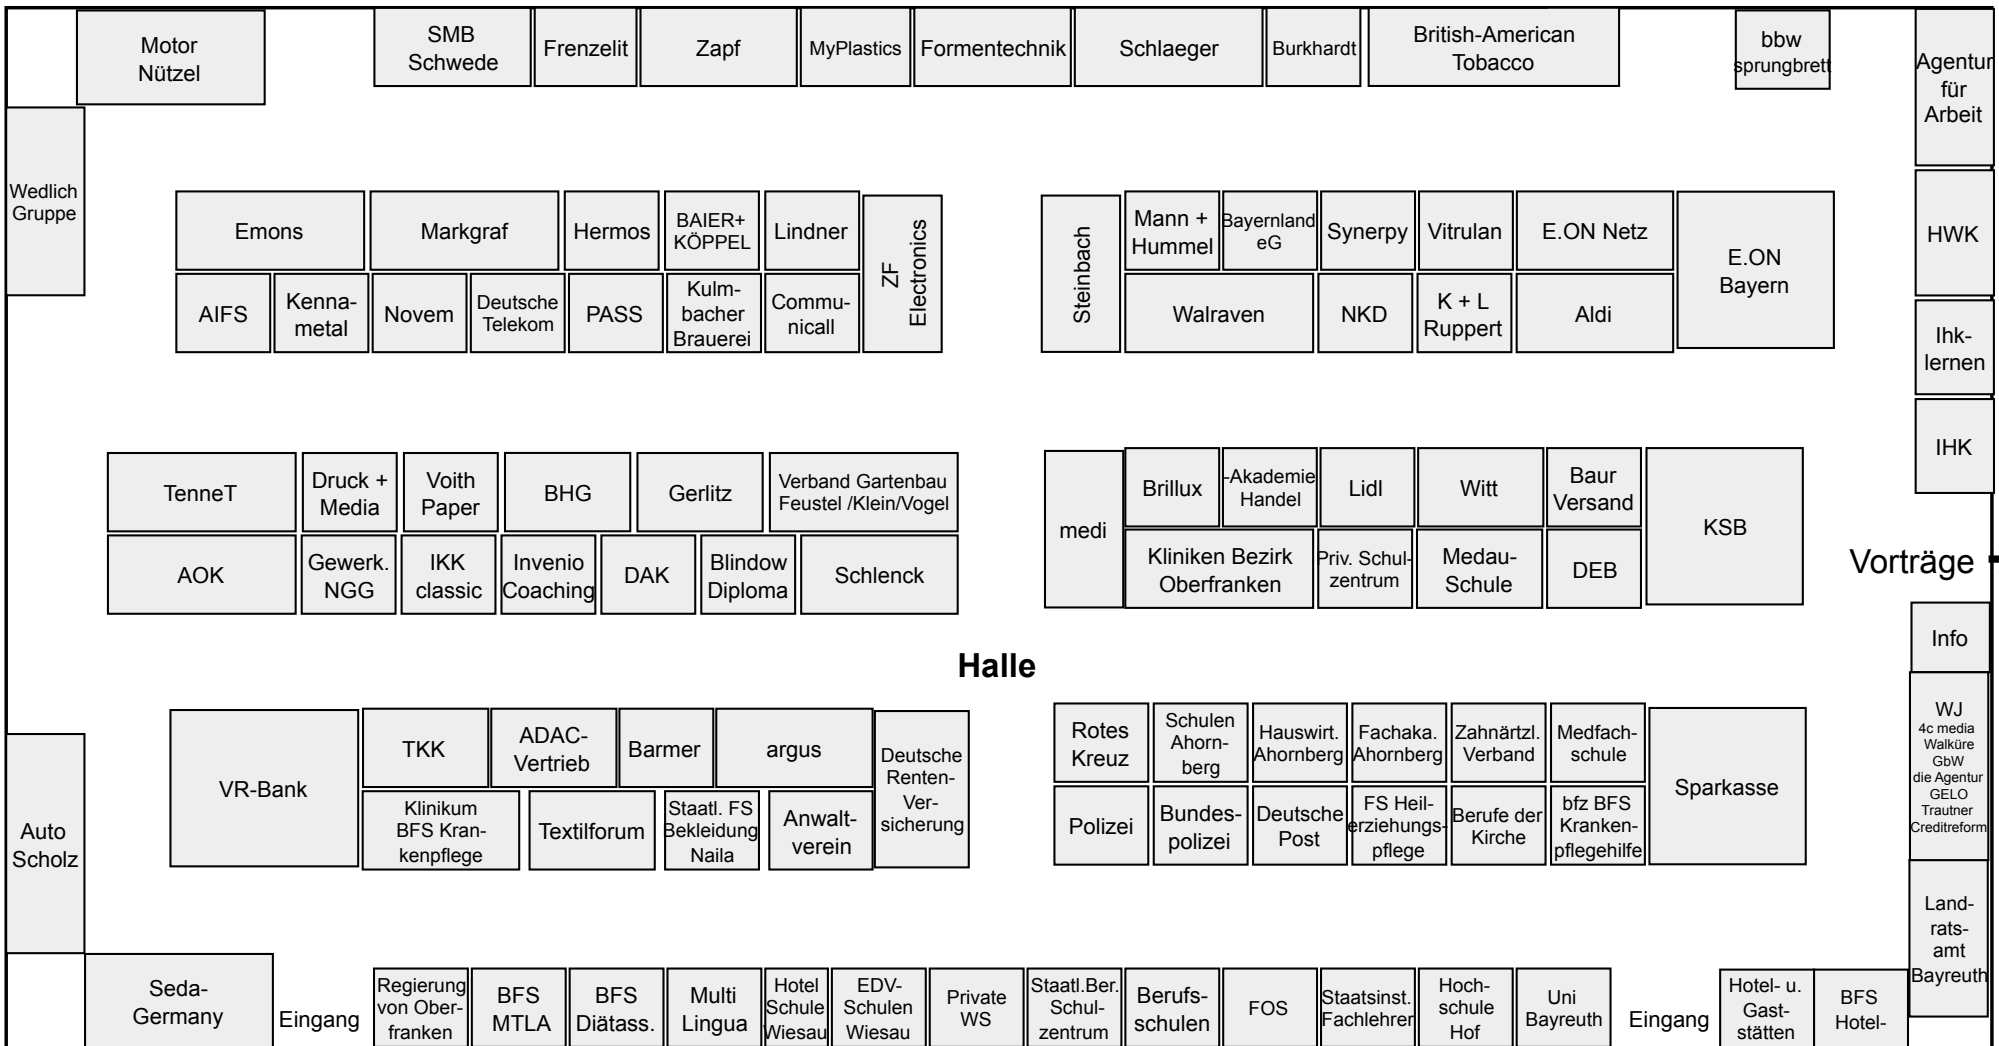 Motor
Nützel
SMB
Schwede
Frenzelit
Zapf
MyPlastics
Formentechnik
Schlaeger
Burkhardt
British-American
Tobacco
bbw
sprungbrett
Agentur
für
Arbeit
Wedlich
Gruppe
Emons
Markgraf
Hermos
BAIER+
KÖPPEL
Lindner
ZF
Electronics
AIFS
Kenna-
metal
Novem
Deutsche
Telekom
PASS
Kulm-
bacher
Brauerei
Commu-
nicall
Steinbach
Mann +
Hummel
Bayernland
eG
Synerpy
Vitrulan
E.ON Netz
E.ON
Bayern
Walraven
NKD
K + L
Ruppert
Aldi
HWK
Ihk-
lernen
IHK
TenneT
Druck +
Media
Voith
Paper
BHG
Gerlitz
Verband Gartenbau
Feustel /Klein/Vogel
AOK
Gewerk.
NGG
IKK
classic
Invenio
Coaching
DAK
Blindow
Diploma
Schlenck
medi
Brillux
-Akademie
Handel
Lidl
Witt
Baur
Versand
KSB
Kliniken Bezirk
Oberfranken
Priv. Schul-
zentrum
Medau-
Schule
DEB
Vorträge
Info
Halle
VR-Bank
TKK
ADAC-
Vertrieb
Barmer
argus
Deutsche
Renten-
Ver-
sicherung
Klinikum
BFS Kran-
kenpflege
Textilforum
Staatl. FS
Bekleidung
Naila
Anwalt-
verein
Rotes
Kreuz
Schulen
Ahorn-
berg
Hauswirt.
Ahornberg
Fachaka.
Ahornberg
Zahnärtzl.
Verband
Medfach-
schule
Sparkasse
Polizei
Bundes-
polizei
Deutsche
Post
FS Heil-
erziehungs-
pflege
Berufe der
Kirche
bfz BFS
Kranken-
pflegehilfe
WJ
4c media
Walküre
GbW
die Agentur
GELO
Trautner
Creditreform
Auto
Scholz
Land-
rats-
amt
Bayreuth
Seda-
Germany
Eingang
Regierung
von Ober-
franken
BFS
MTLA
BFS
Diätass.
Multi
Lingua
Hotel
Schule
Wiesau
EDV-
Schulen
Wiesau
Private
WS
Staatl.Ber.
Schul-
zentrum
Berufs-
schulen
FOS
Staatsinst.
Fachlehrer
Hoch-
schule
Hof
Uni
Bayreuth
Eingang
Hotel- u.
Gast-
stätten
BFS
Hotel-